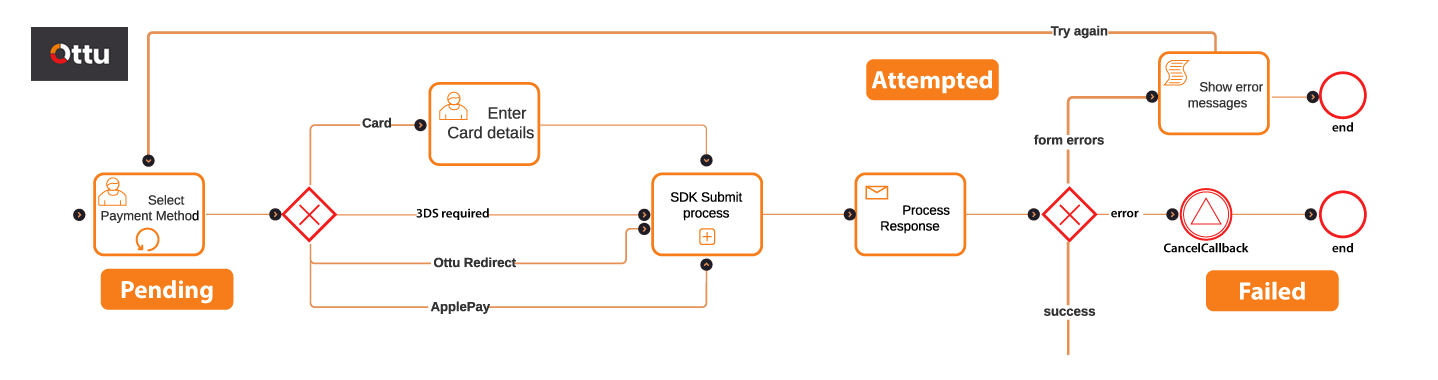 Ottu
Try again
Attempted
Show error
messages
end
Card
Enter
Card details
form errors
Select
Payment Method
3DS required
SDK Submit
process
Process
Response
error
CancelCallback
end
Ottu Redirect
Pending
Failed
ApplePay
success